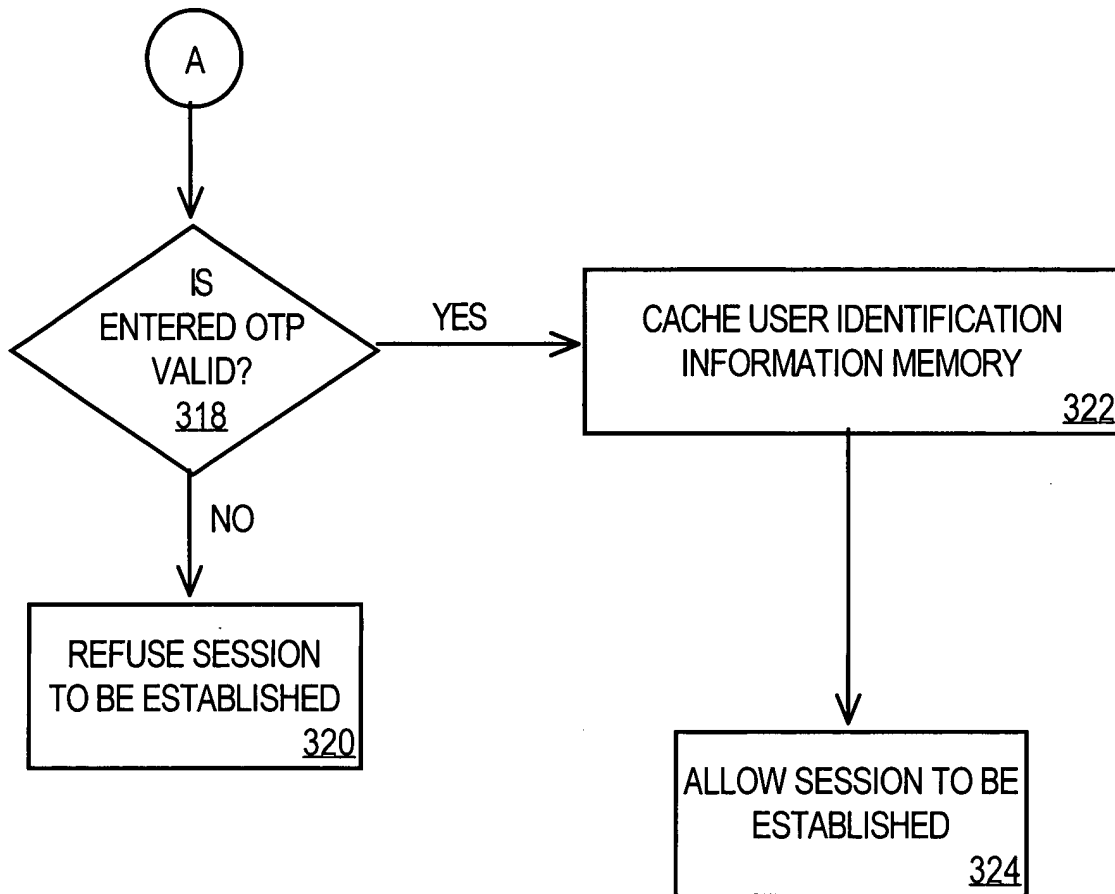 A
IS
ENTERED OTP
VALID?
318
YES
CACHE USER IDENTIFICATION
INFORMATION MEMORY
322
NO
REFUSE SESSION
TO BE ESTABLISHED
320
ALLOW SESSION TO BE
ESTABLISHED
324